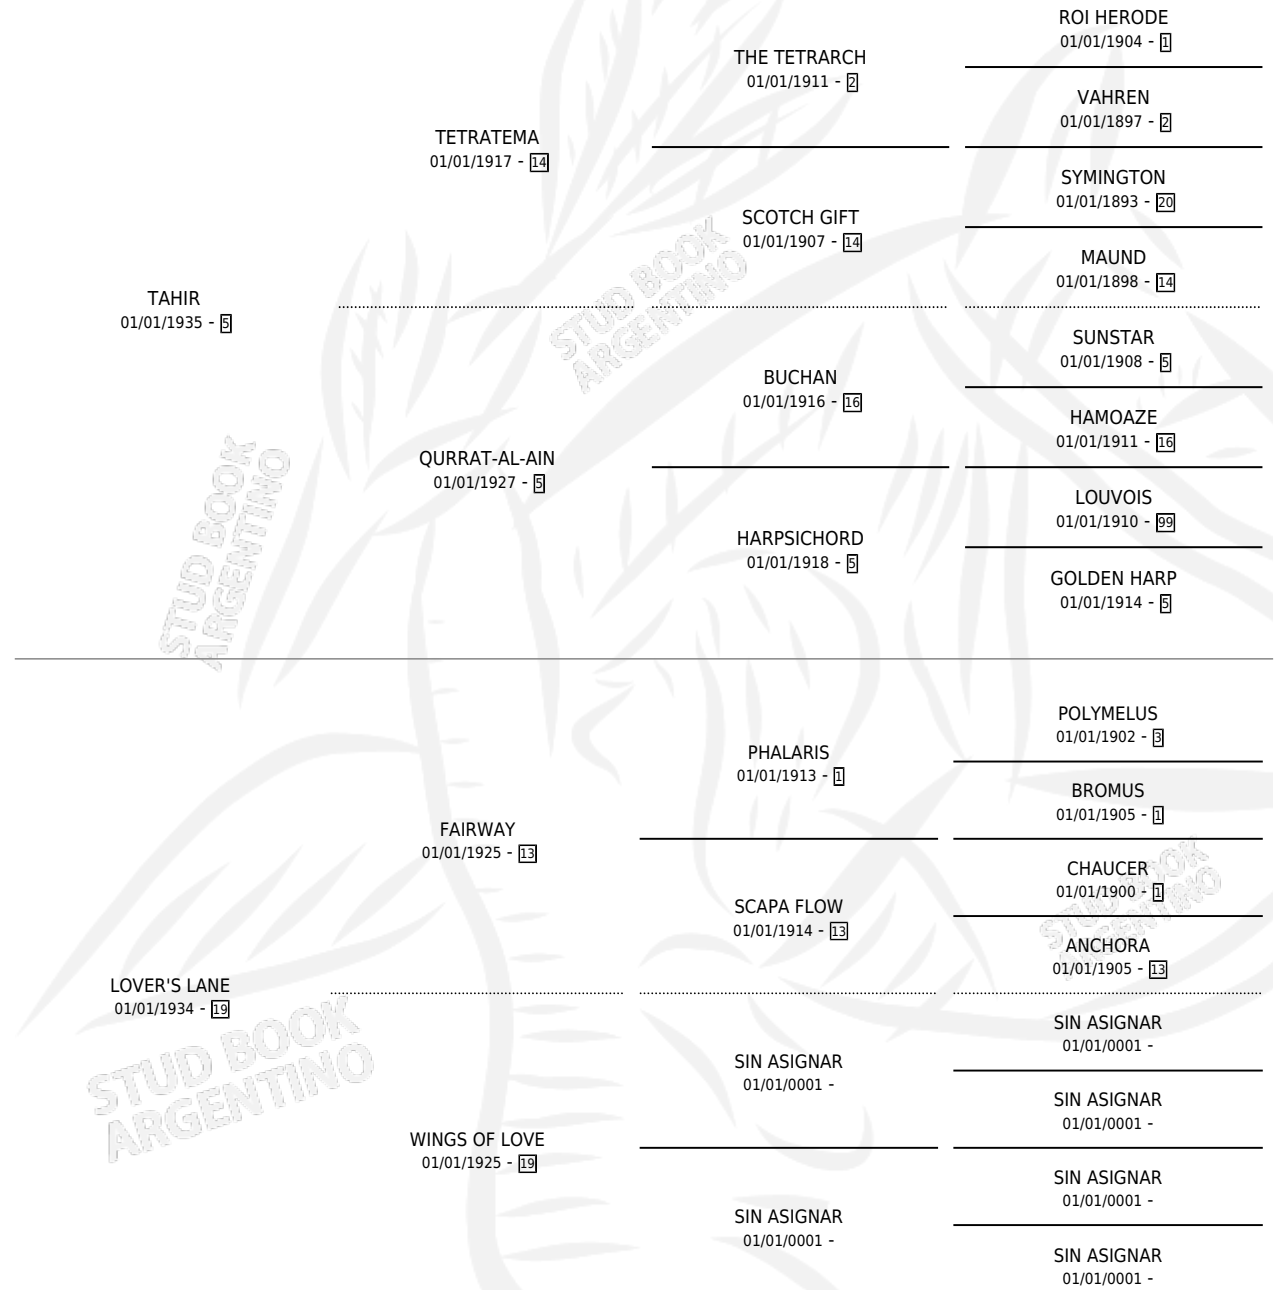 ROI HERODE
01/01/1904 - 1
THE TETRARCH
01/01/1911 - 2
VAHREN
01/01/1897 - 2
TETRATEMA
01/01/1917 - 14
SYMINGTON
01/01/1893 - 20
SCOTCH GIFT
01/01/1907 - 14
MAUND
01/01/1898 - 14
TAHIR
01/01/1935 - 5
SUNSTAR
01/01/1908 - 5
BUCHAN
01/01/1916 - 16
HAMOAZE
01/01/1911 - 16
QURRAT-AL-AIN
01/01/1927 - 5
LOUVOIS
01/01/1910 - 99
HARPSICHORD
01/01/1918 - 5
GOLDEN HARP
01/01/1914 - 5
POLYMELUS
01/01/1902 - 3
PHALARIS
01/01/1913 - 1
BROMUS
01/01/1905 - 1
FAIRWAY
01/01/1925 - 13
CHAUCER
01/01/1900 - 1
SCAPA FLOW
01/01/1914 - 13
ANCHORA
01/01/1905 - 13
LOVER'S LANE
01/01/1934 - 19
SIN ASIGNAR
01/01/0001 -
SIN ASIGNAR
01/01/0001 -
SIN ASIGNAR
01/01/0001 -
WINGS OF LOVE
01/01/1925 - 19
SIN ASIGNAR
01/01/0001 -
SIN ASIGNAR
01/01/0001 -
SIN ASIGNAR
01/01/0001 -
STUD BOOK
ARGENTINO
STUD BOOK
ARGENTINO
STUD BOOK
ARGENTINO
STUD BOOK
ARGENTINO